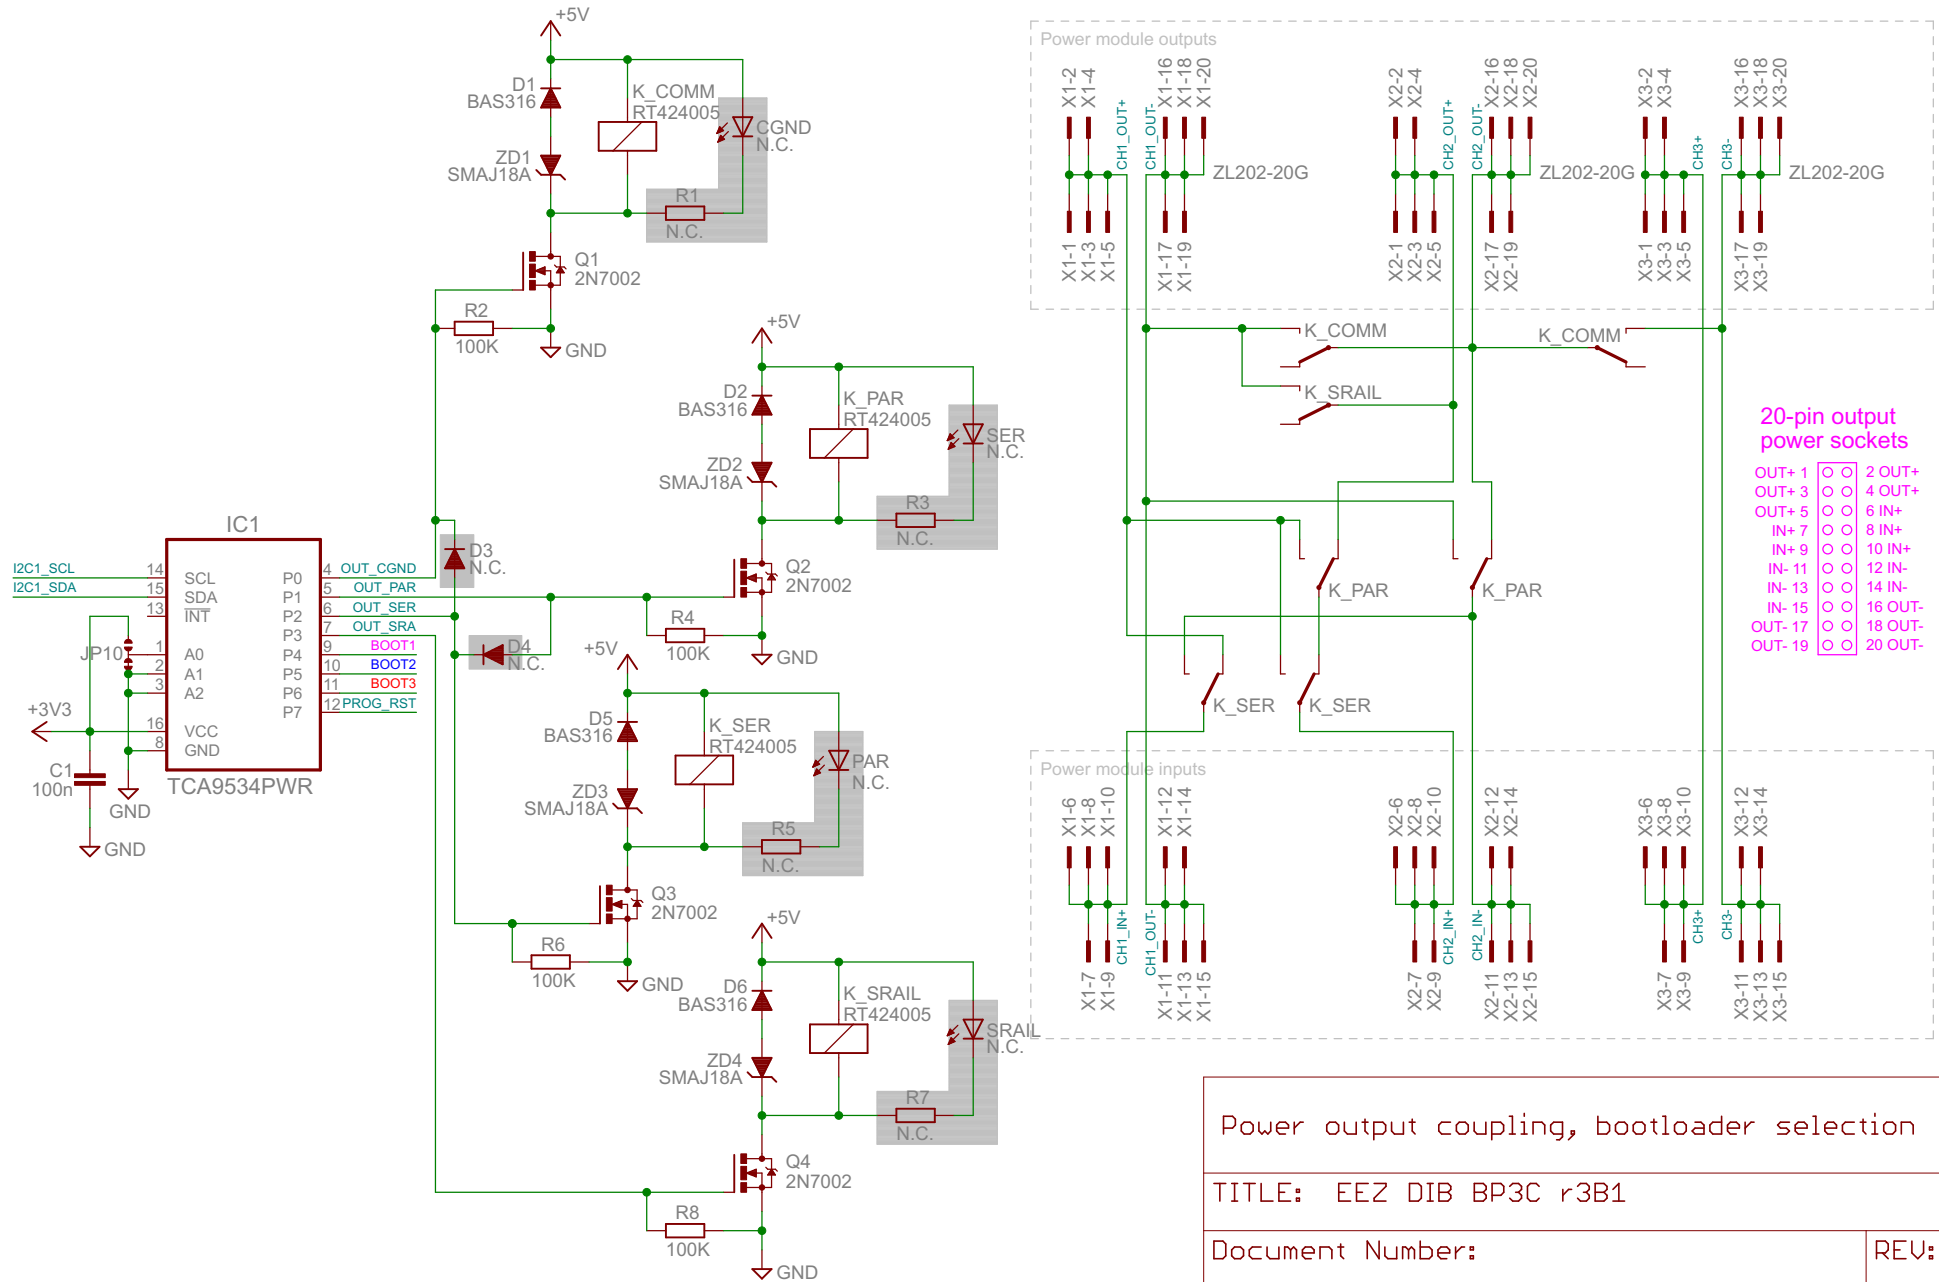 +5V
D1
BAS316
K_COMM
RT424005
CGND
N.C.
ZD1
SMAJ18A
R1
N.C.
Q1
2N7002
R2
100K
GND
+5V
D2
BAS316
K_PAR
RT424005
SER
N.C.
ZD2
SMAJ18A
R3
N.C.
Q2
2N7002
R4
100K
GND
IC1
I2C1_SCL
I2C1_SDA
14
15
13
1
2
3
16
8
SCL
SDA
INT
A0
A1
A2
VCC
GND
P0
P1
P2
P3
P4
P5
P6
P7
4
5
6
7
9
10
11
12
OUT_CGND
OUT_PAR
OUT_SER
OUT_SRA
BOOT1
BOOT2
BOOT3
PROG_RST
TCA9534PWR
JP10
+3V3
C1
100n
GND
GND
D3
N.C.
D4
N.C.
+5V
D5
BAS316
K_SER
RT424005
PAR
N.C.
ZD3
SMAJ18A
R5
N.C.
Q3
2N7002
R6
100K
GND
+5V
D6
BAS316
K_SRAIL
RT424005
SRAIL
N.C.
ZD4
SMAJ18A
R7
N.C.
Q4
2N7002
R8
100K
GND
Power module outputs
X1-2
X1-4
CH1_OUT+
CH1_OUT-
X1-16
X1-18
X1-20
ZL202-20G
X1-1
X1-3
X1-5
X1-17
X1-19
X2-2
X2-4
CH2_OUT+
CH2_OUT-
X2-16
X2-18
X2-20
ZL202-20G
X2-1
X2-3
X2-5
X2-17
X2-19
X3-2
X3-4
CH3+
CH3-
X3-16
X3-18
X3-20
ZL202-20G
X3-1
X3-3
X3-5
X3-17
X3-19
K_COMM
K_COMM
K_SRAIL
K_PAR
K_PAR
K_SER
K_SER
20-pin output
power sockets
OUT+ 1 2 OUT+
OUT+ 3 4 OUT+
OUT+ 5 6 IN+
IN+ 7 8 IN+
IN+ 9 10 IN+
IN- 11 12 IN-
IN- 13 14 IN-
IN- 15 16 OUT-
OUT- 17 18 OUT-
OUT- 19 20 OUT-
Power module inputs
X1-6
X1-8
X1-10
X1-12
X1-14
X1-7
X1-9
CH1_IN+
CH1_OUT-
X1-11
X1-13
X1-15
X2-6
X2-8
X2-10
X2-12
X2-14
X2-7
X2-9
CH2_IN+
CH2_IN-
X2-11
X2-13
X2-15
X3-6
X3-8
X3-10
X3-12
X3-14
X3-7
X3-9
CH3+
CH3-
X3-11
X3-13
X3-15
Power output coupling, bootloader selection
TITLE: EEZ DIB BP3C r3B1
Document Number:
REV: